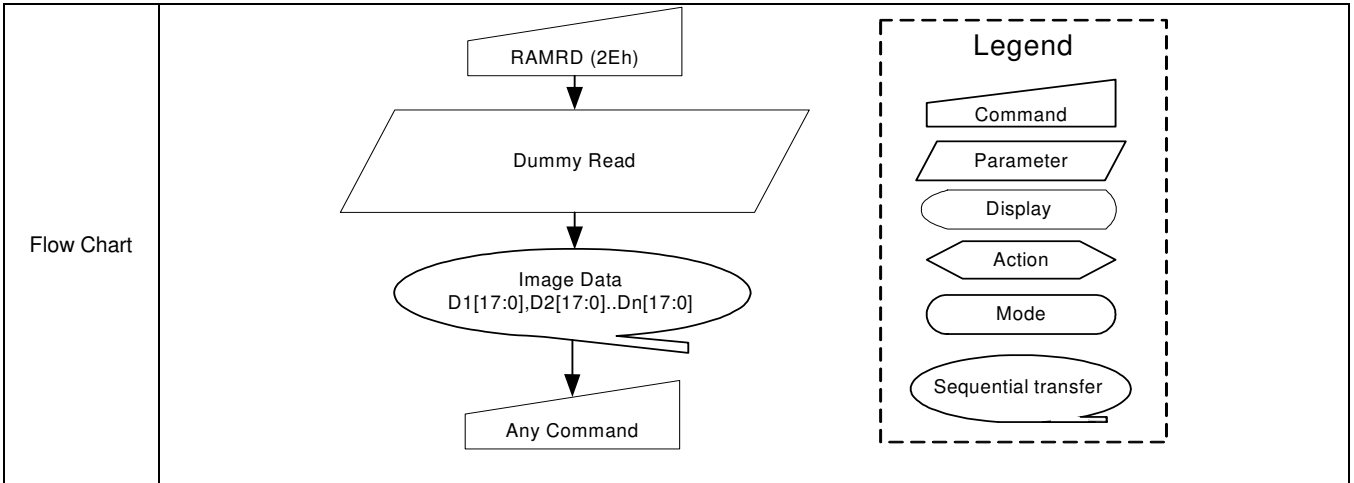 Flow Chart
RAMRD (2Eh)
Dummy Read
Image Data
D1[17:0],D2[17:0]..Dn[17:0]
Any Command
Legend
Command
Parameter
Display
Action
Mode
Sequential transfer